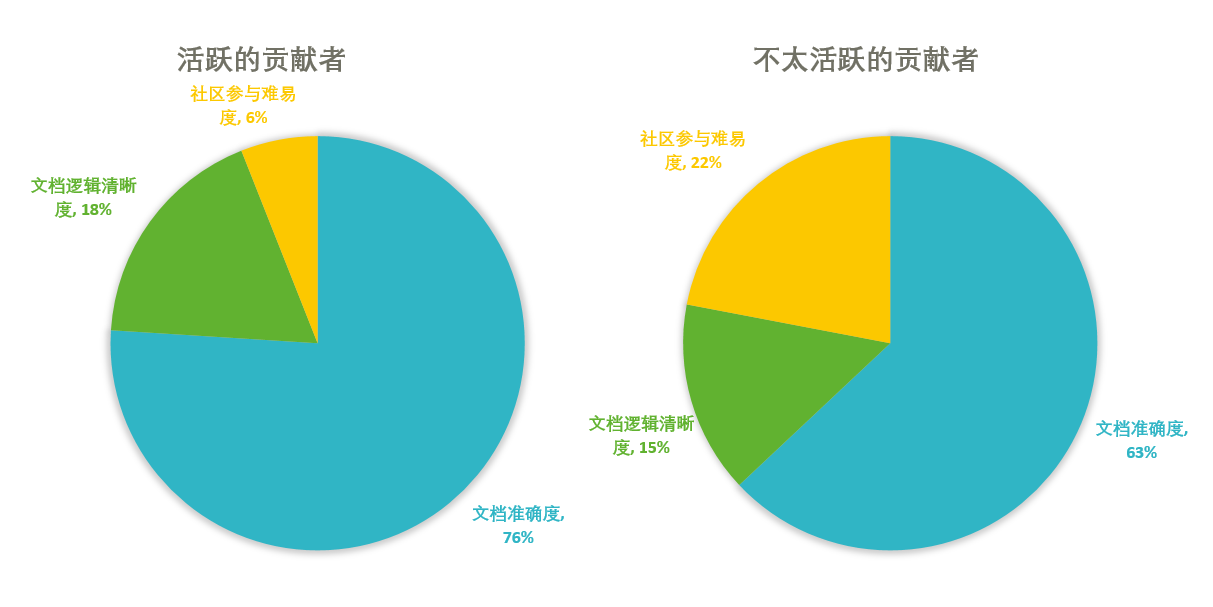 活跃的贡献者
社区参与难易
度, 6%
文档逻辑清晰
度, 18%
文档准确度,
76%
不太活跃的贡献者
社区参与难易
度, 22%
文档逻辑清晰
度, 15%
文档准确度,
63%